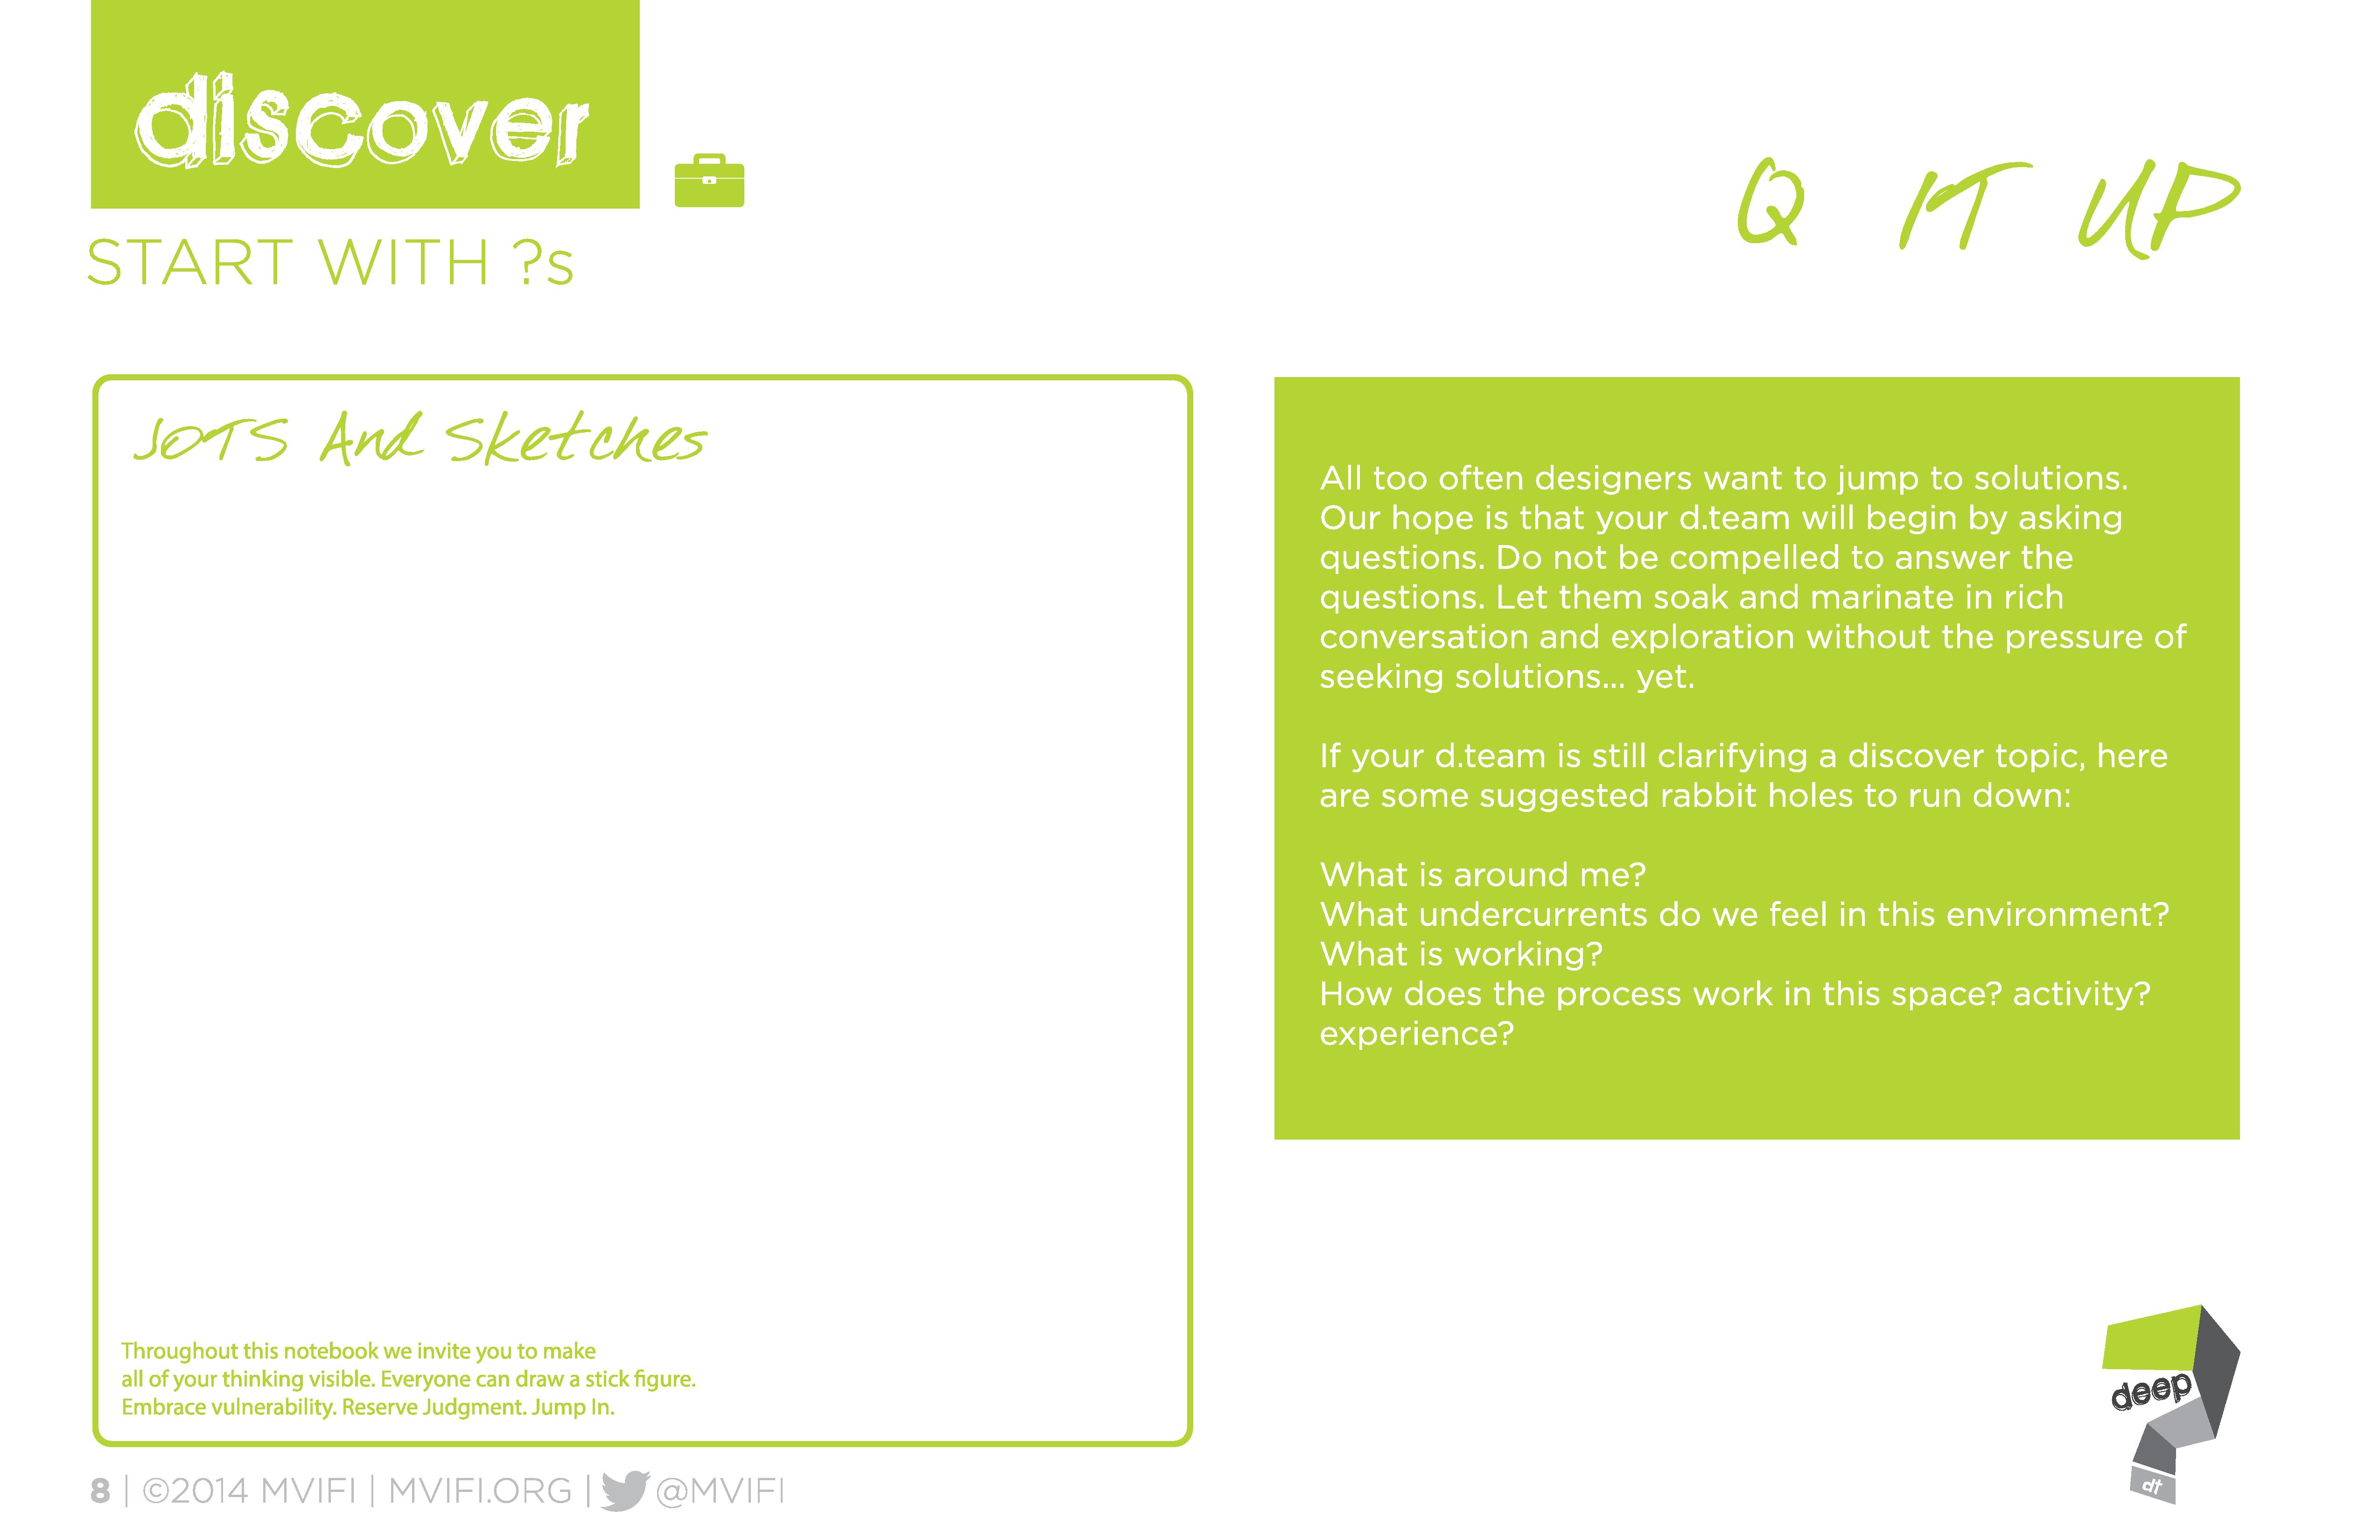 discover
START WITH ?s
Q IT UP
JOTS And Sketches
Throughout this notebook we invite you to make
all of your thinking visible. Everyone can draw a stick figure.
Embrace vulnerability. Reserve Judgment. Jump In.
All too often designers want to jump to solutions.
Our hope is that your d.team will begin by asking
questions. Do not be compelled to answer the
questions. Let them soak and marinate in rich
conversation and exploration without the pressure of
seeking solutions... yet.
If your d.team is still clarifying a discover topic, here
are some suggested rabbit holes to run down:
What is around me?
What undercurrents do we feel in this environment?
What is working?
How does the process work in this space? activity?
experience?
deep
dt
8 | ©2014 MVIFI | MVIFI.ORG | @MVIFI